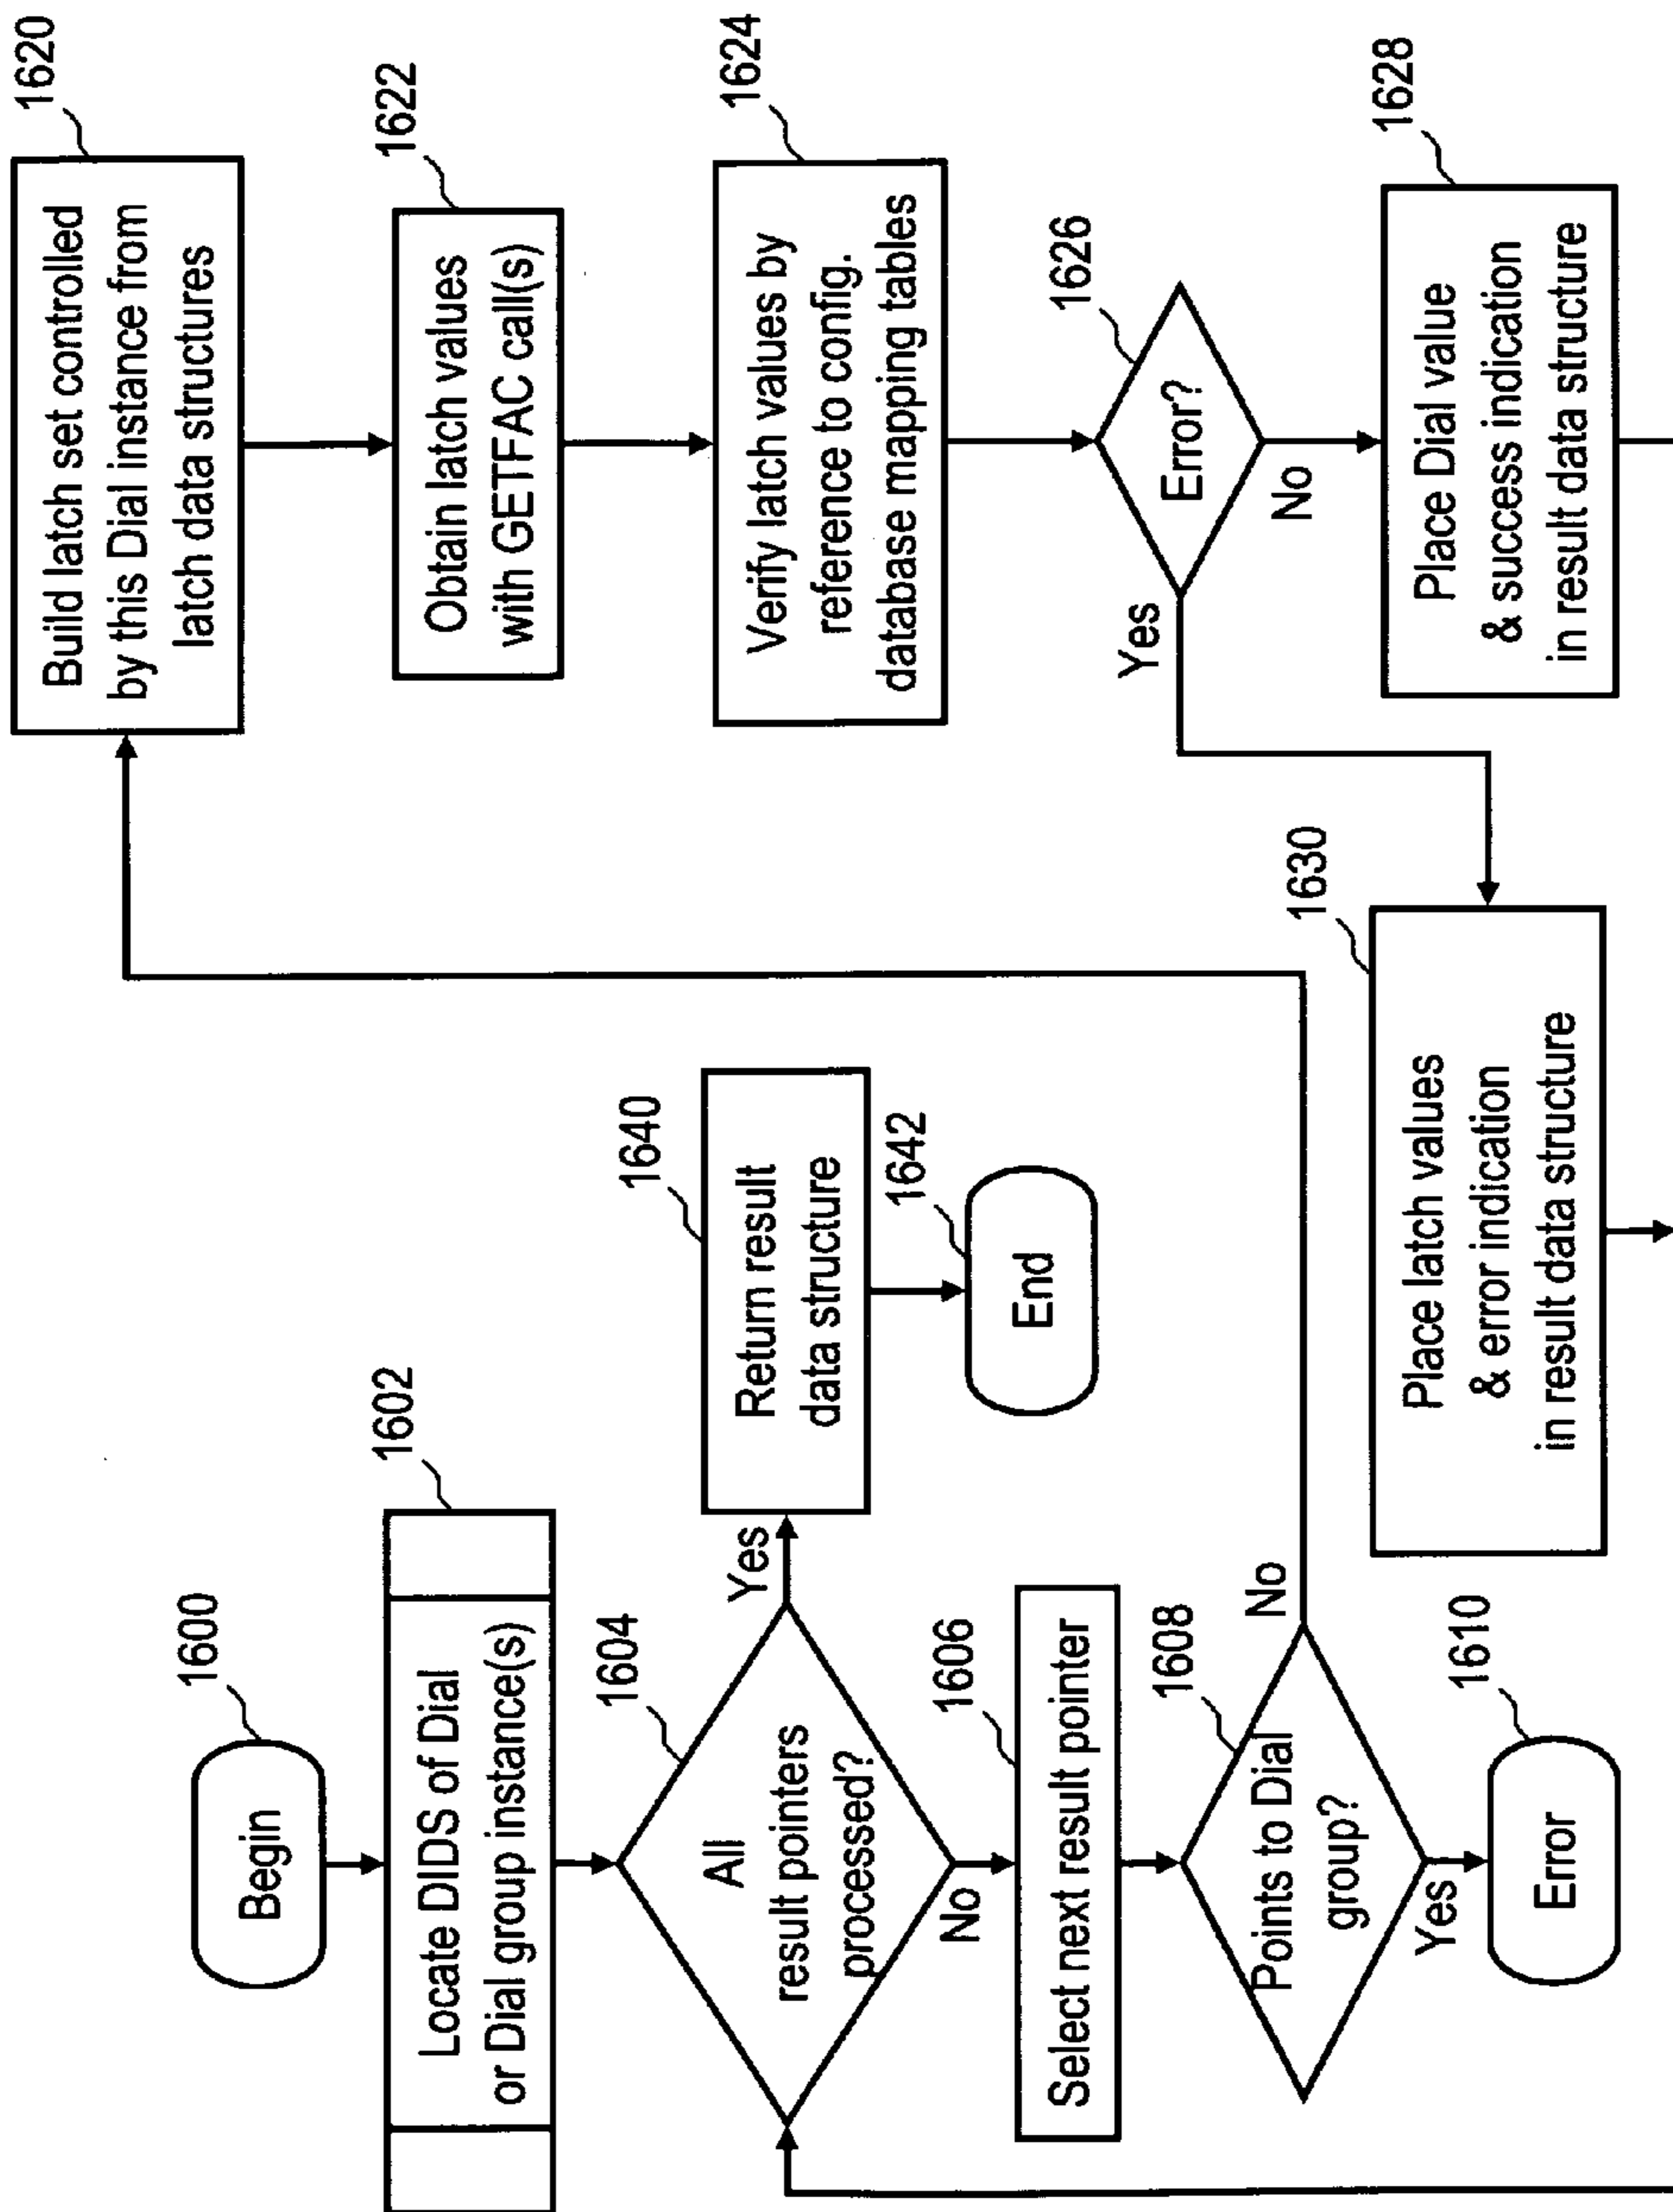 1600
Begin
1602
Locate DIDS of Dial
or Dial group instance(s)
1604
All
result pointers
processed?
Yes
No
1640
Return result
data structure
1642
End
1606
Select next result pointer
1608
Points to Dial
group?
No
Yes
1610
Error
1620
Build latch set controlled
by this Dial instance from
latch data structures
1622
Obtain latch values
with GETFAC call(s)
1624
Verify latch values by
reference to config.
database mapping tables
1626
Error?
Yes
No
1628
Place Dial value
& success indication
in result data structure
1630
Place latch values
& error indication
in result data structure